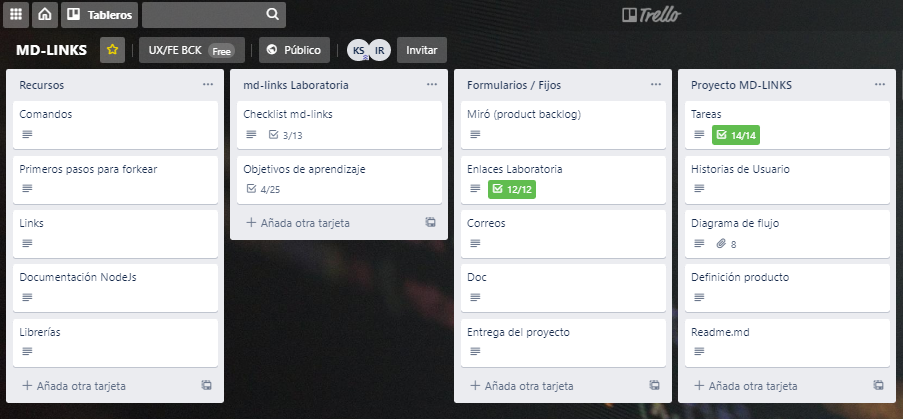 Tableros
Trello
MD-LINKS
UX/FE BCK Free
Público
KS
IR
Invitar
Recursos
Comandos
Primeros pasos para forkear
Links
Documentación NodeJs
Librerías
+ Añada otra tarjeta
md-links Laboratoria
Checklist md-links
3/13
Objetivos de aprendizaje
4/25
+ Añada otra tarjeta
Formularios / Fijos
Miró (product backlog)
Enlaces Laboratoria
12/12
Correos
Doc
Entrega del proyecto
+ Añada otra tarjeta
Proyecto MD-LINKS
Tareas
14/14
Historias de Usuario
Diagrama de flujo
8
Definición producto
Readme.md
+ Añada otra tarjeta